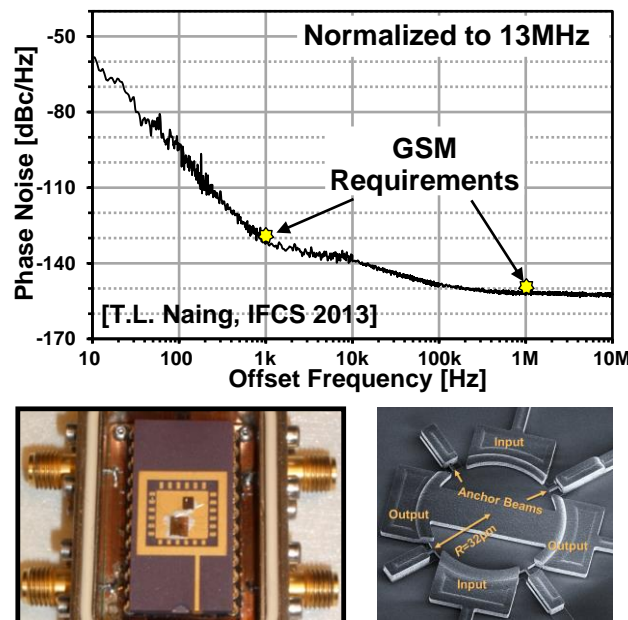 Normalized to 13MHz
-50
-80
-110
-140
-170
Phase Noise [dBc/Hz]
GSM
Requirements
[T.L. Naing, IFCS 2013]
10
100
1k
10k
100k
1M
10M
Offset Frequency [Hz]
Input
Anchor Beams
Output
R=32μm
Output
Input